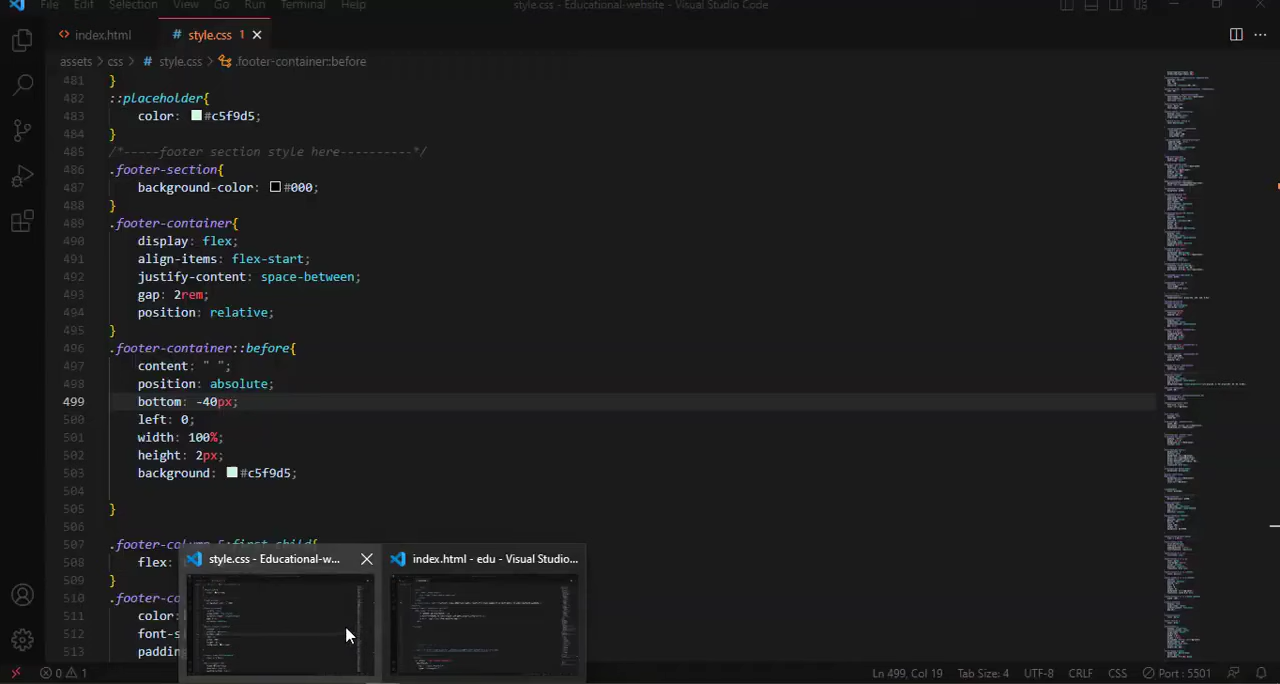 File Edit Selection View Go Run Terminal Help style.css - Educational-website - Visual Studio Code
index.html # style.css 1
assets > css > # style.css > .footer-container::before
481 }
482 ::placeholder{
483 color: #c5f9d5;
484 }
485 /*-----footer section style here----------*/
486 .footer-section{
487 background-color: #000;
488 }
489 .footer-container{
490 display: flex;
491 align-items: flex-start;
492 justify-content: space-between;
493 gap: 2rem;
494 position: relative;
495 }
496 .footer-container::before{
497 content: " ";
498 position: absolute;
499 bottom: -40px;
500 left: 0;
501 width: 100%;
502 height: 2px;
503 background: #c5f9d5;
504
505 }
506
507 .footer-column-5:first-child{
508 flex:
509 }
510 .footer-co
511 color:
512 font-s
513 padding
style.css - Educational-w...
index.html - edu - Visual Studio...
0 1 Ln 499, Col 19 Tab Size: 4 UTF-8 CRLF CSS Port : 5501